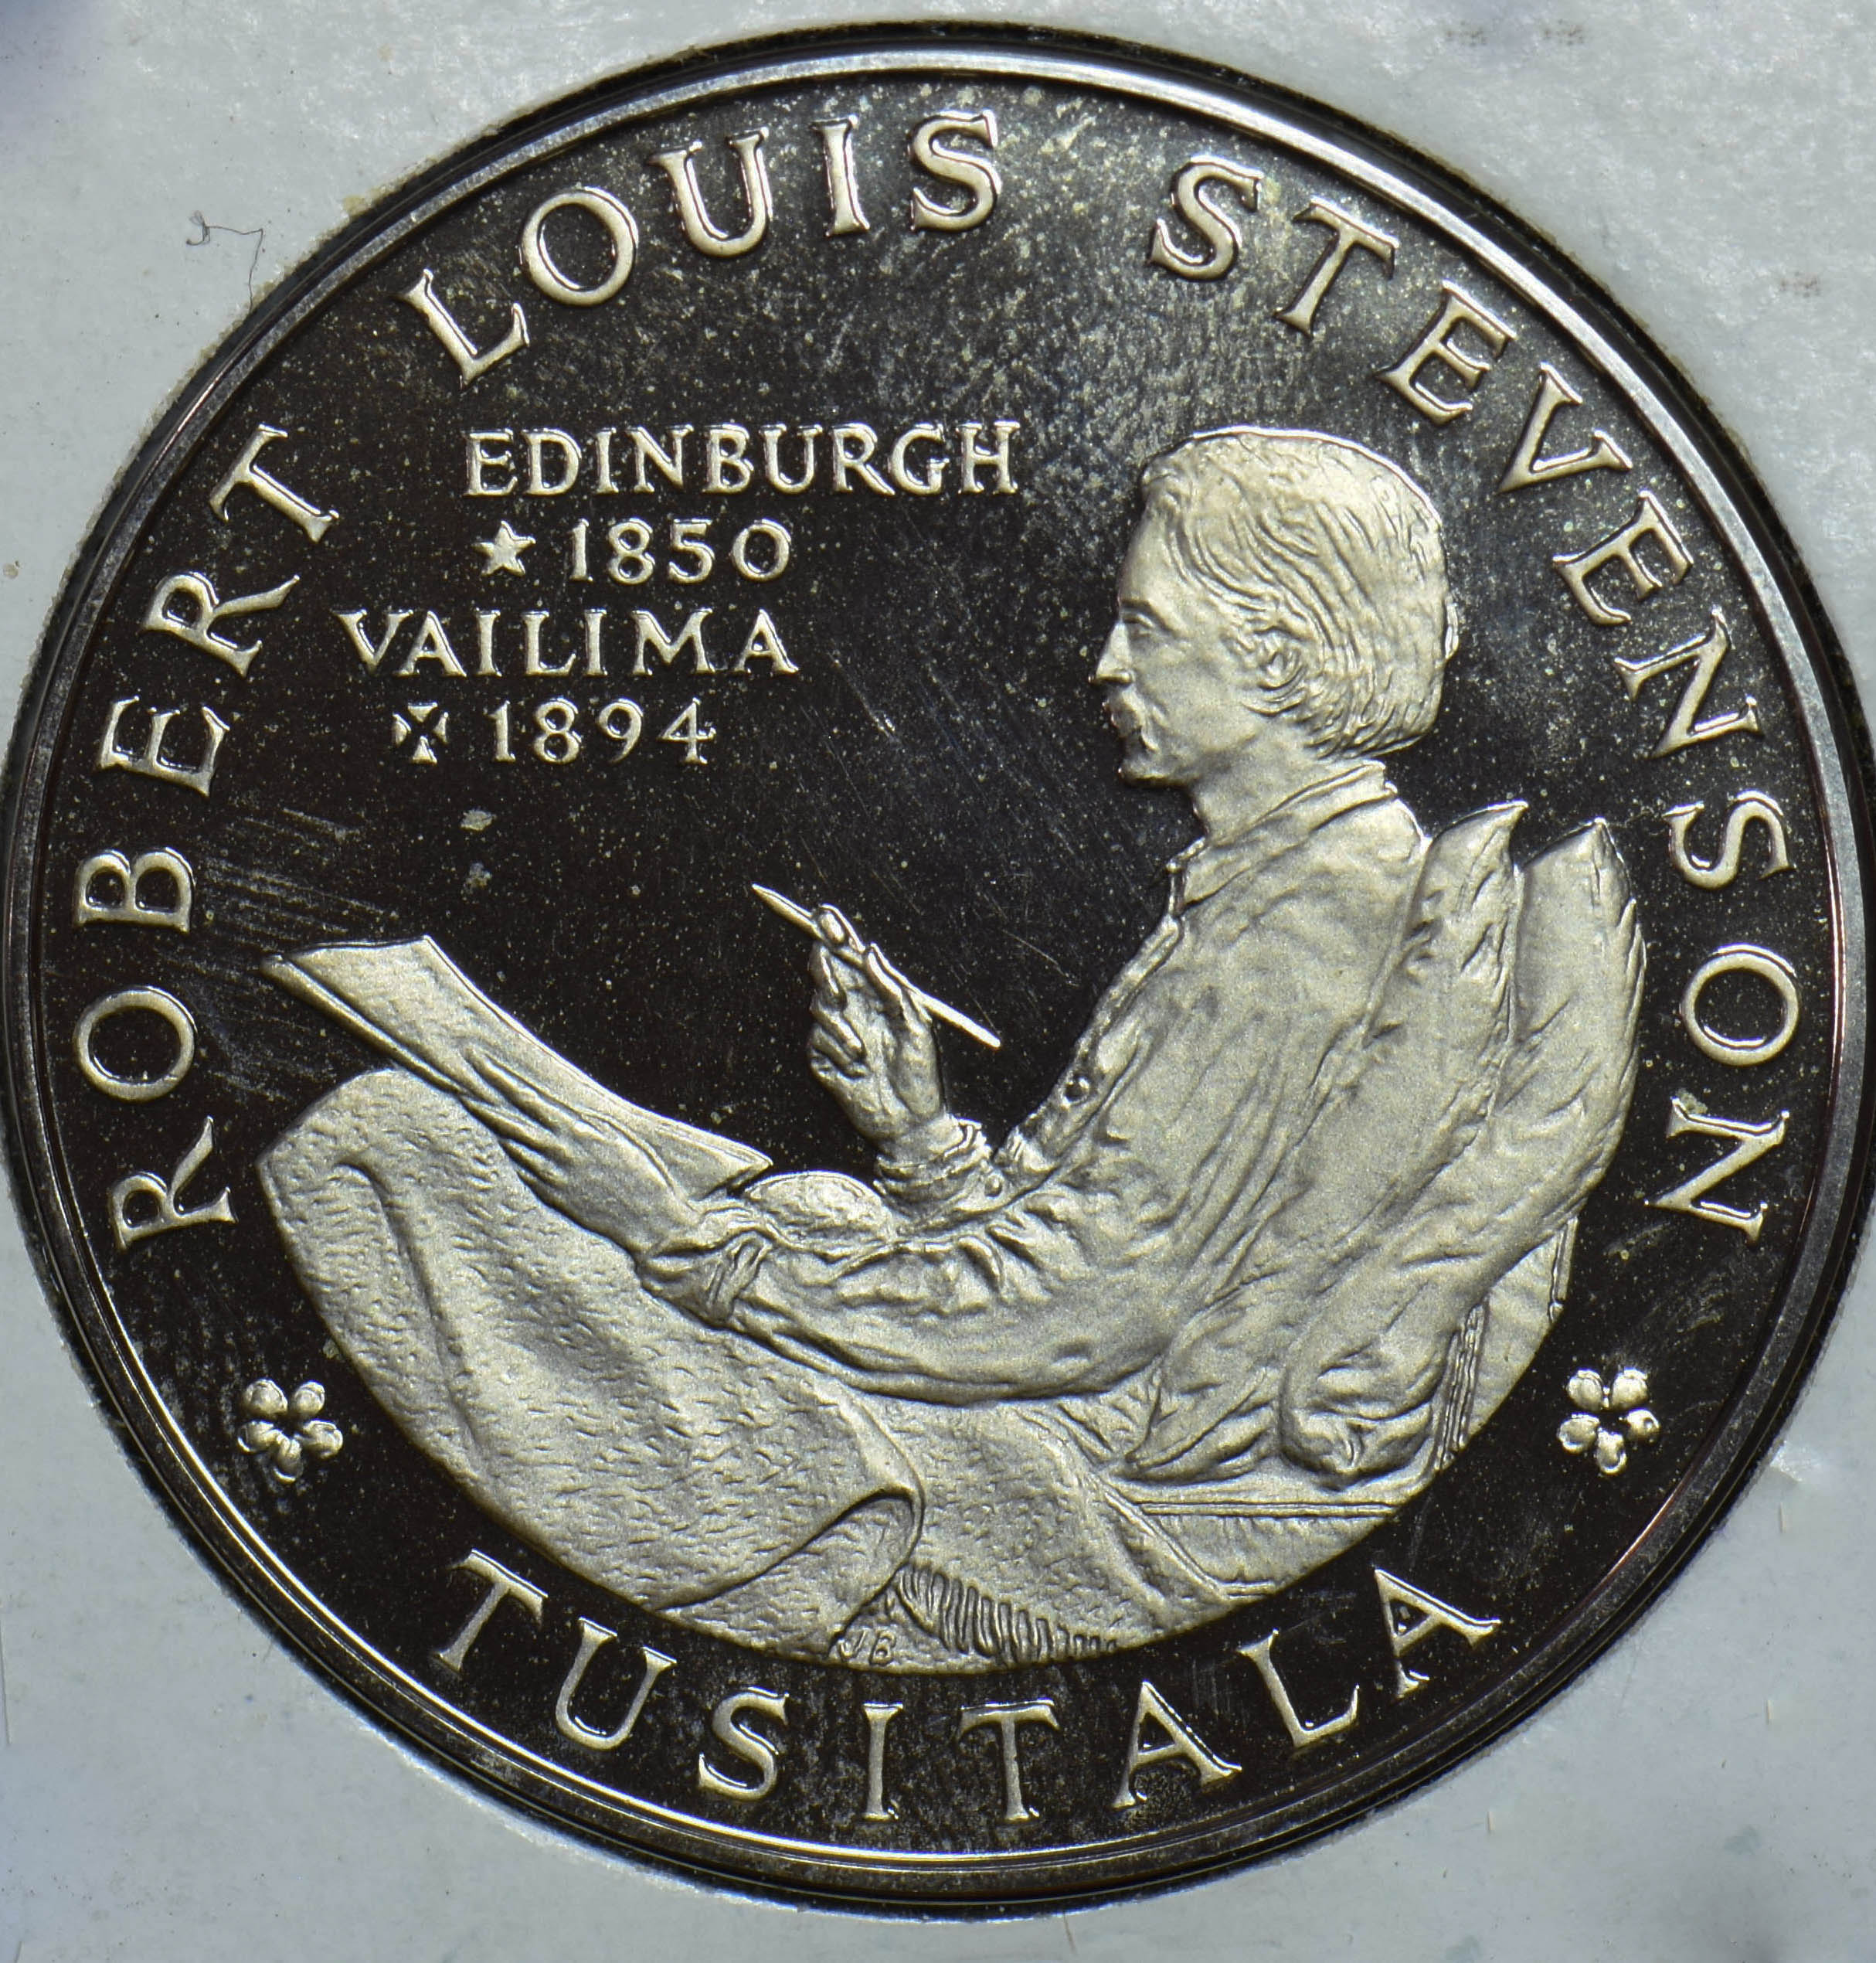 ROBERT LOUIS STEVENSON
EDINBURGH
★ 1850
VAILIMA
✠ 1894
JB
TUSITALA